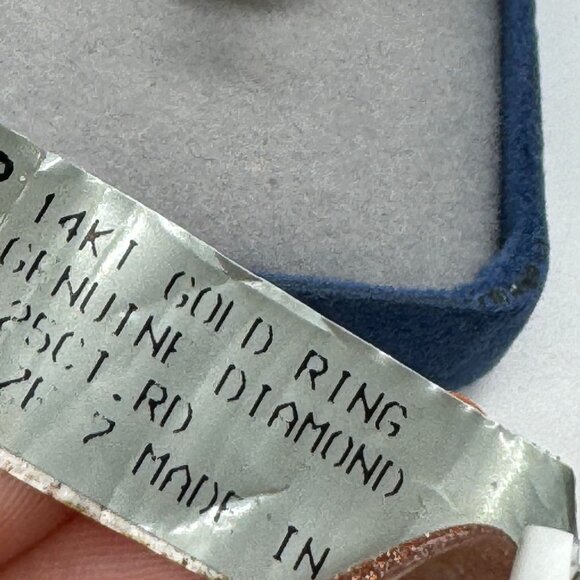 14KT GOLD RING
GENUINE DIAMOND
25CT.RD
7 MADE IN